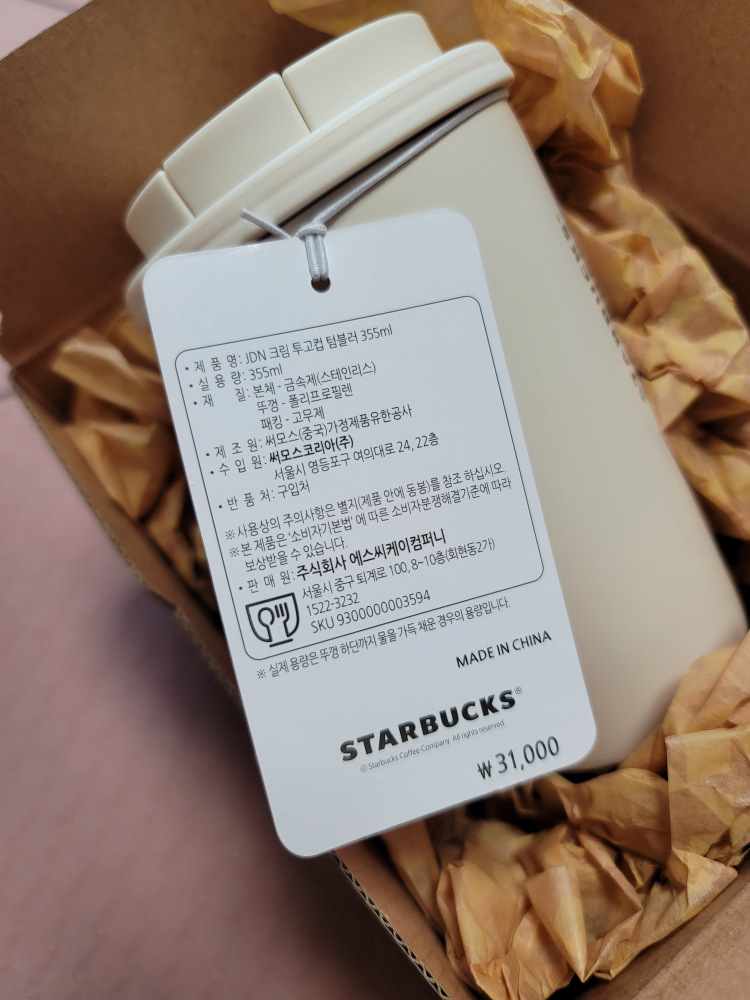 • 제 품 명: JDN 크림 투고컵 텀블러 355ml
• 실 용 량: 355ml
• 재 질: 본체 - 금속제(스테인리스)
뚜껑 - 폴리프로필렌
패킹 - 고무제
• 제 조 원: 써모스(중국)가정제품유한공사
• 수 입 원: 써모스코리아(주)
서울시 영등포구 여의대로 24, 22층
• 반 품 처: 구입처
※ 사용상의 주의사항은 별지(제품 안에 동봉)를 참조 하십시오.
※ 본 제품은 '소비자기본법' 에 따른 소비자분쟁해결기준에 따라
보상받을 수 있습니다.
• 판 매 원: 주식회사 에스씨케이컴퍼니
서울시 중구 퇴계로 100, 8-10층(회현동2가)
1522-3232
SKU 9300000003594
※ 실제 용량은 뚜껑 하단까지 물을 가득 채운 경우의 용량입니다.
MADE IN CHINA
STARBUCKS®
© Starbucks Coffee Company. All rights reserved.
₩ 31,000